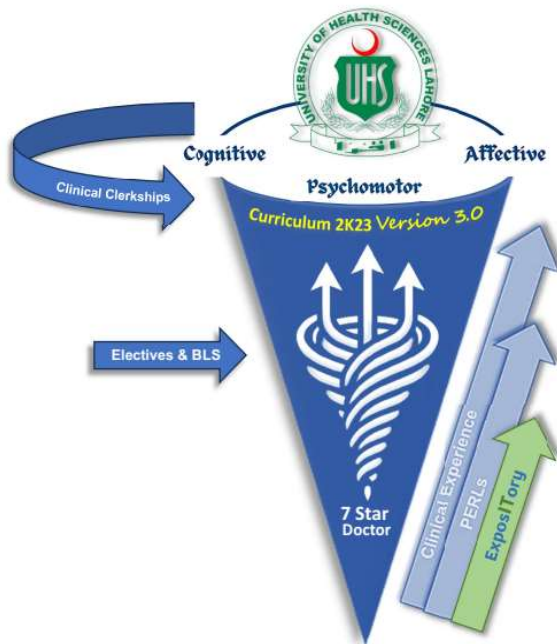 UNIVERSITY OF HEALTH SCIENCES LAHORE
UHS
Cognitive
Affective
Psychomotor
Clinical Clerkships
Curriculum 2K23 Version 3.0
Electives & BLS
7 Star
Doctor
Clinical Experience
PERLs
ExposITory